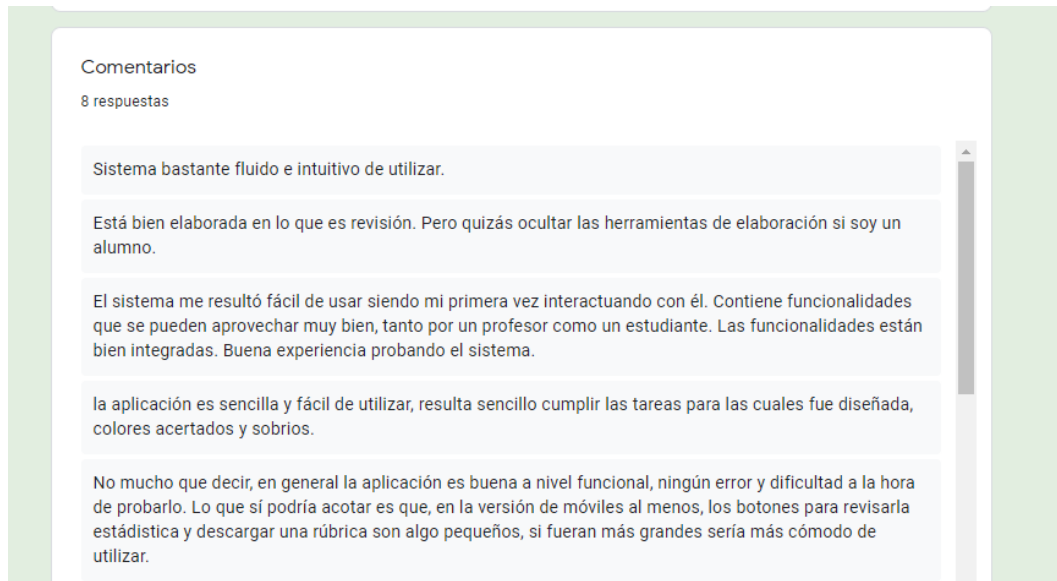 Comentarios
8 respuestas
Sistema bastante fluido e intuitivo de utilizar.
Está bien elaborada en lo que es revisión. Pero quizás ocultar las herramientas de elaboración si soy un
alumno.
El sistema me resultó fácil de usar siendo mi primera vez interactuando con él. Contiene funcionalidades
que se pueden aprovechar muy bien, tanto por un profesor como un estudiante. Las funcionalidades están
bien integradas. Buena experiencia probando el sistema.
la aplicación es sencilla y fácil de utilizar, resulta sencillo cumplir las tareas para las cuales fue diseñada,
colores acertados y sobrios.
No mucho que decir, en general la aplicación es buena a nivel funcional, ningún error y dificultad a la hora
de probarlo. Lo que sí podría acotar es que, en la versión de móviles al menos, los botones para revisarla
estádistica y descargar una rúbrica son algo pequeños, si fueran más grandes sería más cómodo de
utilizar.